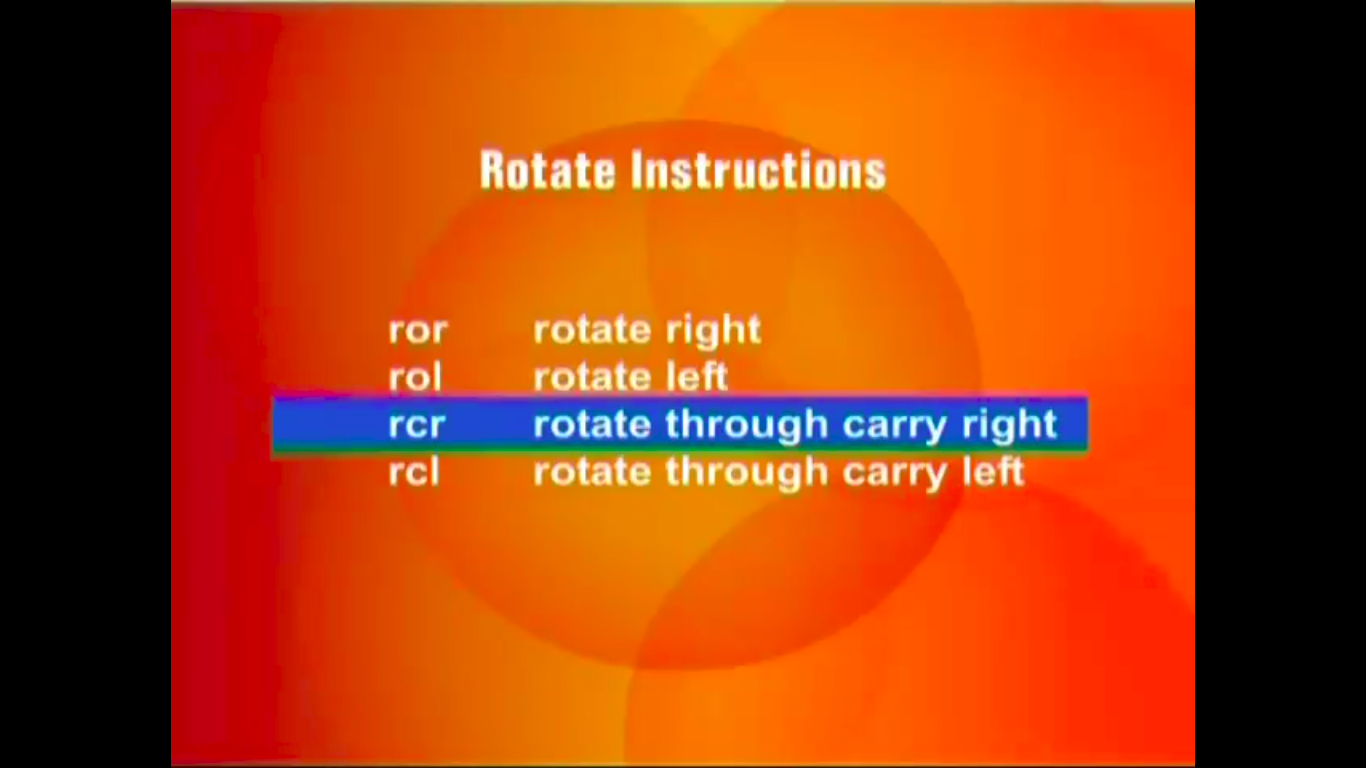 Rotate Instructions
ror rotate right
rol rotate left
rcr rotate through carry right
rcl rotate through carry left